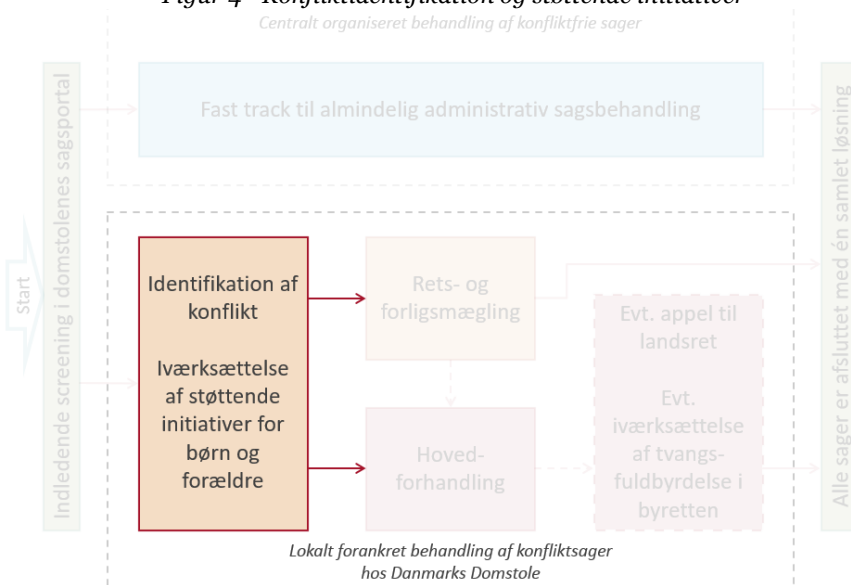 Figur 4 - Konfliktidentifikation og støttende initiativer
Centralt organiseret behandling af konfliktfrie sager
Fast track til almindelig administrativ sagsbehandling
Start
Indledende screening i domstolenes sagsportal
Identifikation af
konflikt
Iværksættelse
af støttende
initiativer for
børn og
forældre
Rets- og
forligsmægling
Hoved-
forhandling
Evt. appel til
landsret
Evt.
iværksættelse
af tvangs-
fuldbyrdelse i
byretten
Alle sager er afsluttet med én samlet løsning
Lokalt forankret behandling af konfliktsager
hos Danmarks Domstole